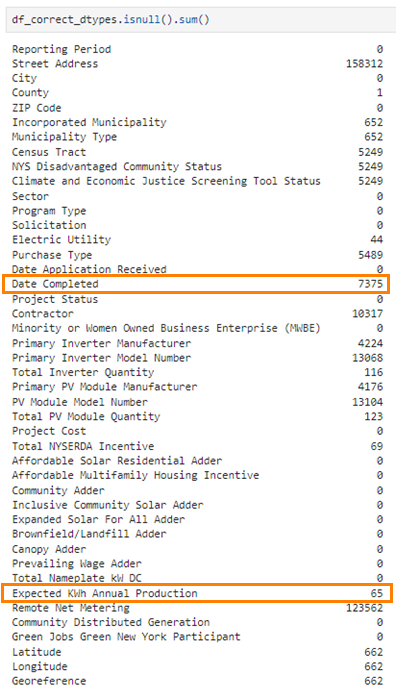 df_correct_dtypes.isnull().sum()
Reporting Period 0
Street Address 158312
City 0
County 1
ZIP Code 0
Incorporated Municipality 652
Municipality Type 652
Census Tract 5249
NYS Disadvantaged Community Status 5249
Climate and Economic Justice Screening Tool Status 5249
Sector 0
Program Type 0
Solicitation 0
Electric Utility 44
Purchase Type 5489
Date Application Received 0
Date Completed 7375
Project Status 0
Contractor 10317
Minority or Women Owned Business Enterprise (MWBE) 0
Primary Inverter Manufacturer 4224
Primary Inverter Model Number 13068
Total Inverter Quantity 116
Primary PV Module Manufacturer 4176
PV Module Model Number 13104
Total PV Module Quantity 123
Project Cost 0
Total NYSERDA Incentive 69
Affordable Solar Residential Adder 0
Affordable Multifamily Housing Incentive 0
Community Adder 0
Inclusive Community Solar Adder 0
Expanded Solar For All Adder 0
Brownfield/Landfill Adder 0
Canopy Adder 0
Prevailing Wage Adder 0
Total Nameplate kW DC 0
Expected KWh Annual Production 65
Remote Net Metering 123562
Community Distributed Generation 0
Green Jobs Green New York Participant 0
Latitude 662
Longitude 662
Georeference 662